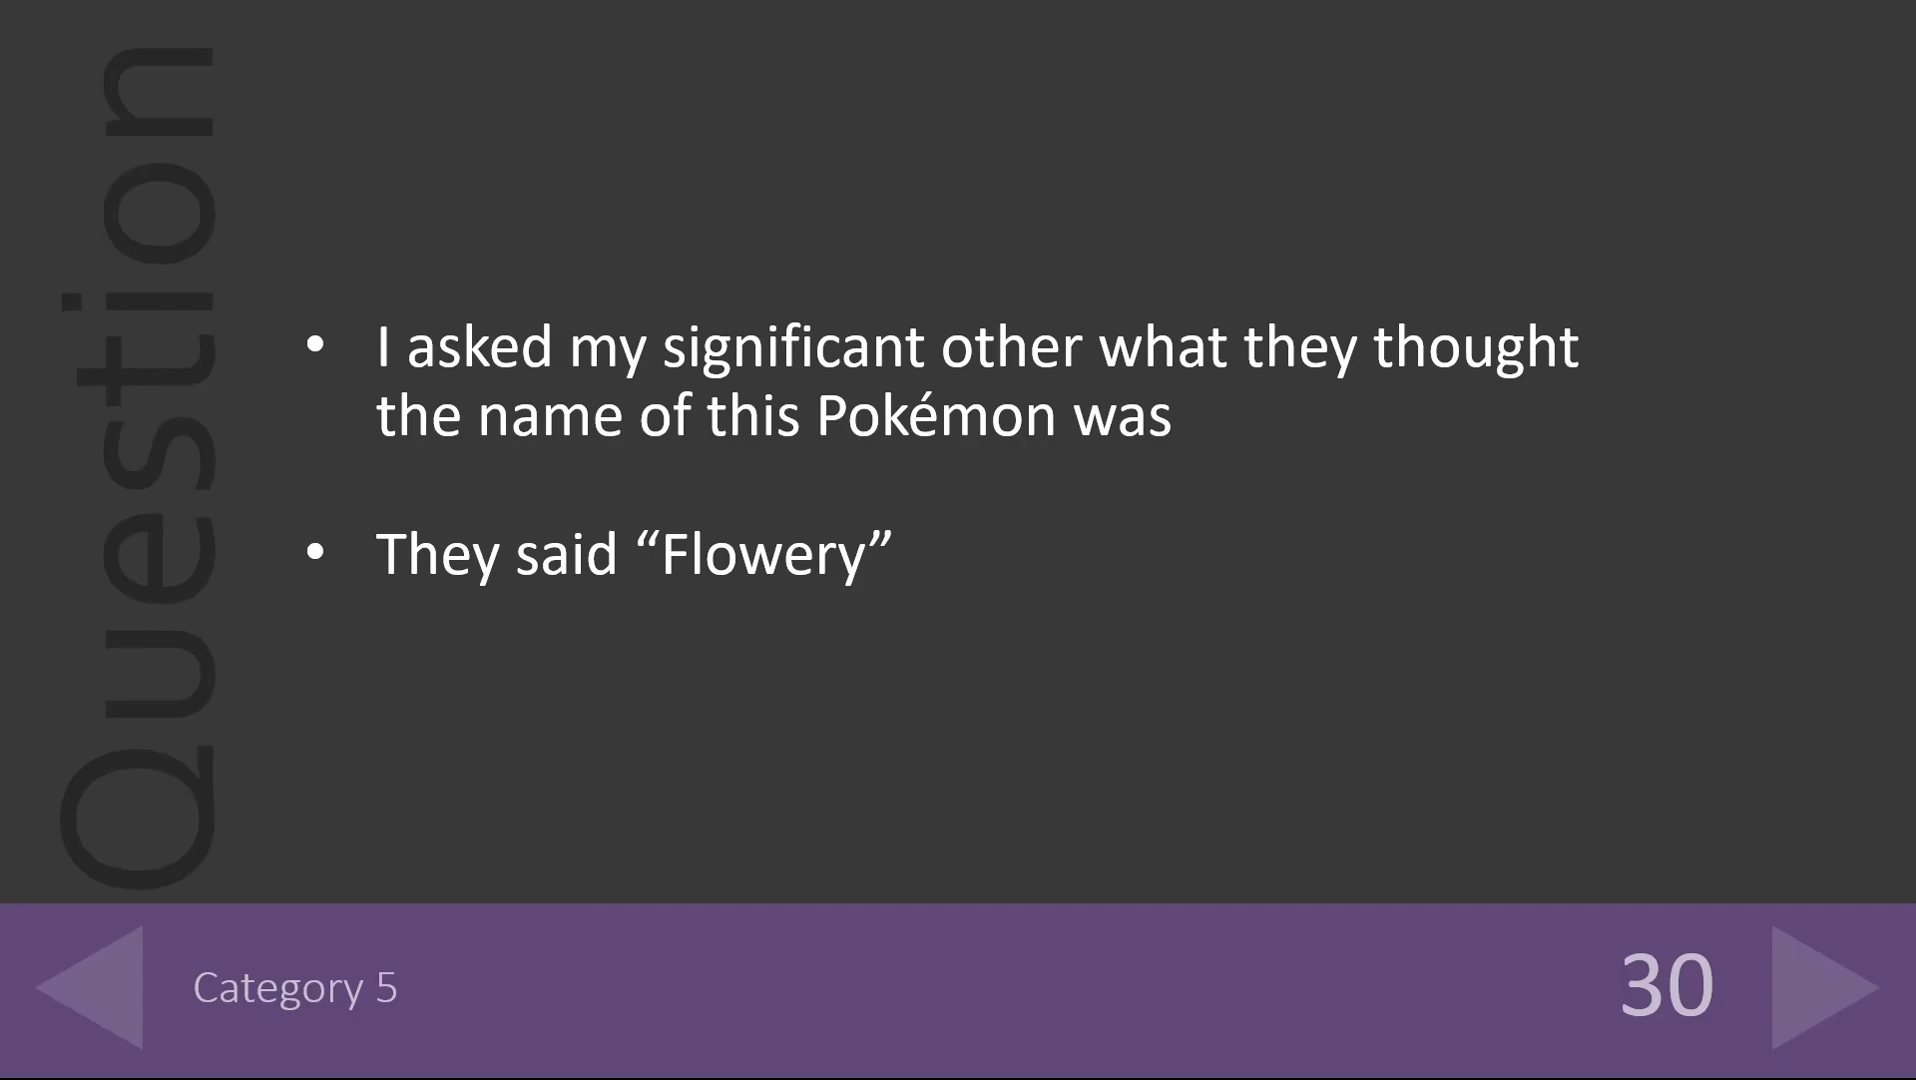 Question
• I asked my significant other what they thought
the name of this Pokémon was
• They said “Flowery”
Category 5
30